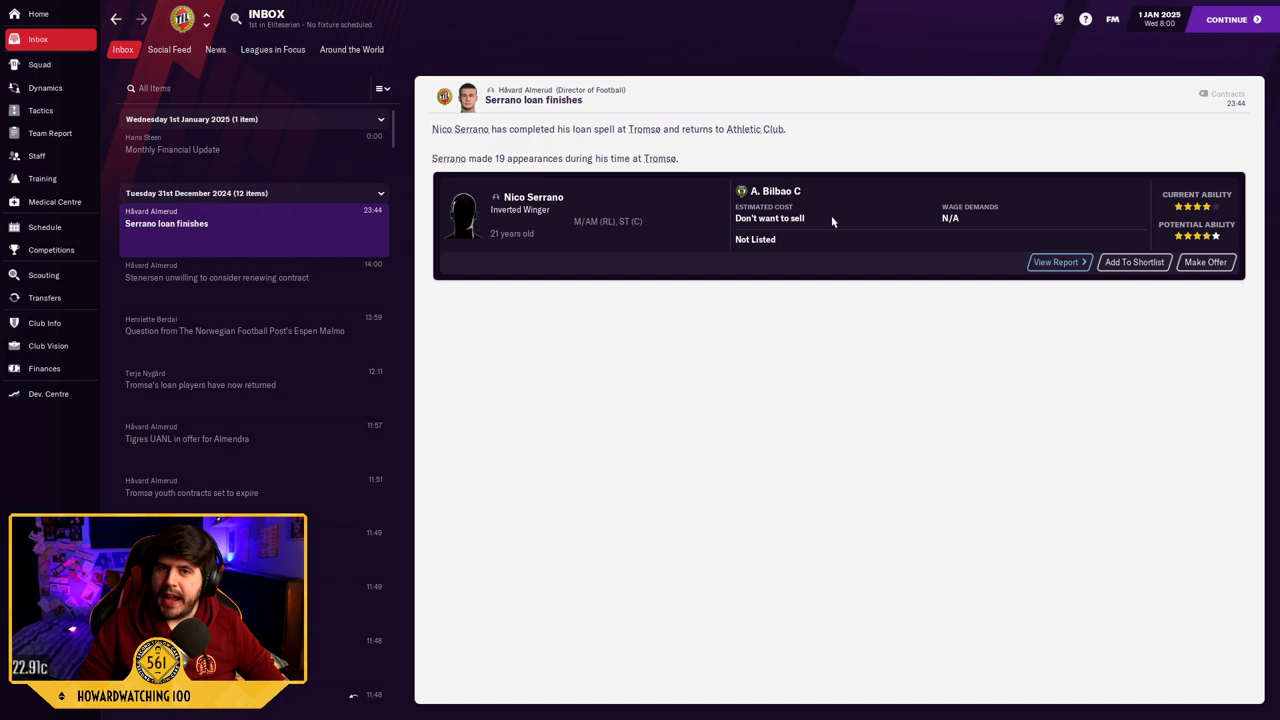 Home
Inbox
Squad
Dynamics
Tactics
Team Report
Staff
Training
Medical Centre
Schedule
Competitions
Scouting
Transfers
Club Info
Club Vision
Finances
Dev. Centre
TIL
INBOX
1st in Eliteserien - No fixture scheduled.
FM
1 JAN 2025
Wed 8:00
CONTINUE
Inbox
Social Feed
News
Leagues in Focus
Around the World
All Items
Wednesday 1st January 2025 (1 item)
Hans Steen
0:00
Monthly Financial Update
Tuesday 31st December 2024 (12 items)
Håvard Almerud
23:44
Serrano loan finishes
Håvard Almerud
14:00
Stenersen unwilling to consider renewing contract
Henriette Berdal
13:59
Question from The Norwegian Football Post's Espen Malmo
Terje Nygård
12:11
Tromsø's loan players have now returned
Håvard Almerud
11:57
Tigres UANL in offer for Almendra
Håvard Almerud
11:51
Tromsø youth contracts set to expire
11:49
11:49
11:48
11:48
Håvard Almerud (Director of Football)
Serrano loan finishes
Contracts
23:44
Nico Serrano has completed his loan spell at Tromsø and returns to Athletic Club.
Serrano made 19 appearances during his time at Tromsø.
Nico Serrano
Inverted Winger
21 years old
M/AM (RL), ST (C)
A. Bilbao C
ESTIMATED COST
Don't want to sell
WAGE DEMANDS
N/A
Not Listed
CURRENT ABILITY
POTENTIAL ABILITY
View Report
Add To Shortlist
Make Offer
22.91c
561
HOWARDWATCHING 100